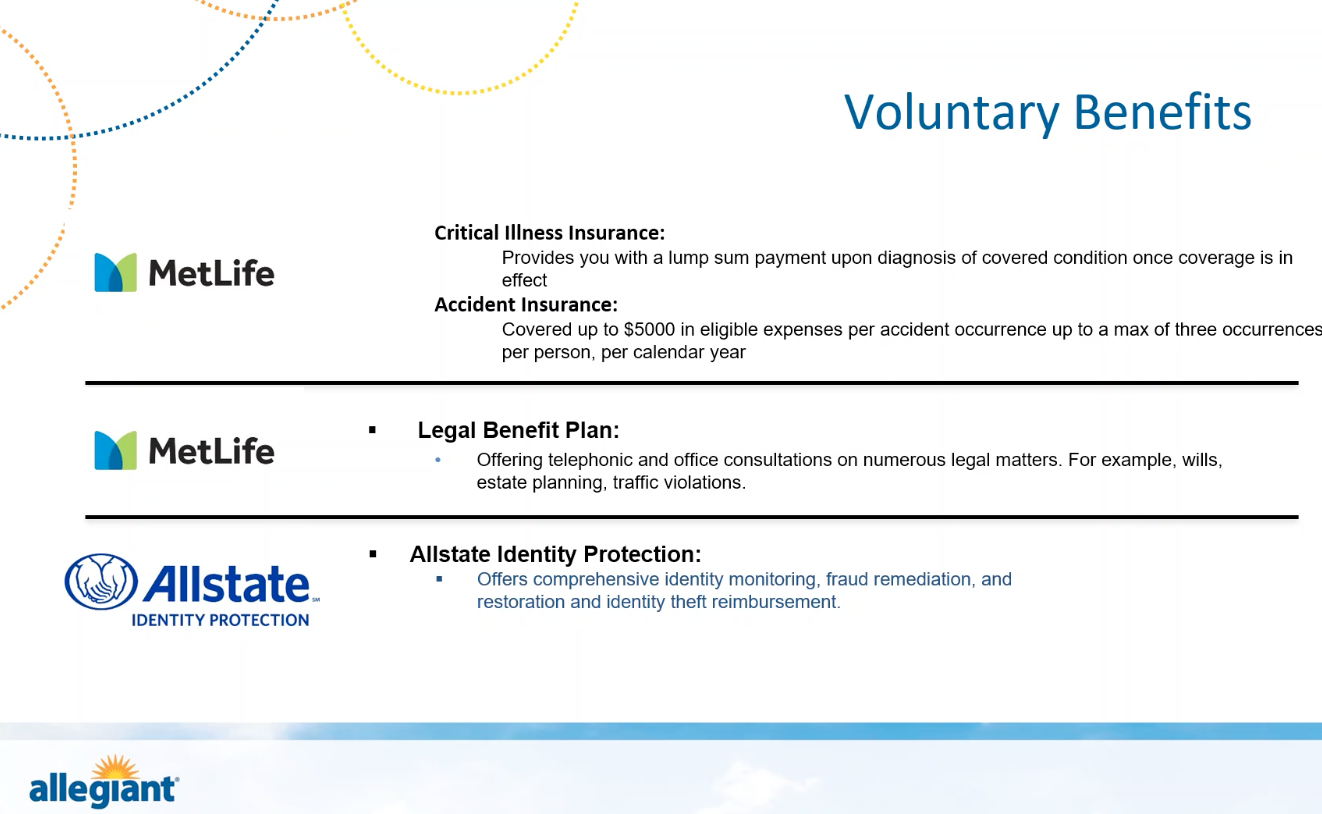 Voluntary Benefits
MetLife
Critical Illness Insurance:
Provides you with a lump sum payment upon diagnosis of covered condition once coverage is in
effect
Accident Insurance:
Covered up to $5000 in eligible expenses per accident occurrence up to a max of three occurrences
per person, per calendar year
MetLife
▪ Legal Benefit Plan:
• Offering telephonic and office consultations on numerous legal matters. For example, wills,
estate planning, traffic violations.
Allstate℠
IDENTITY PROTECTION
▪ Allstate Identity Protection:
▪ Offers comprehensive identity monitoring, fraud remediation, and
restoration and identity theft reimbursement.
allegiant®